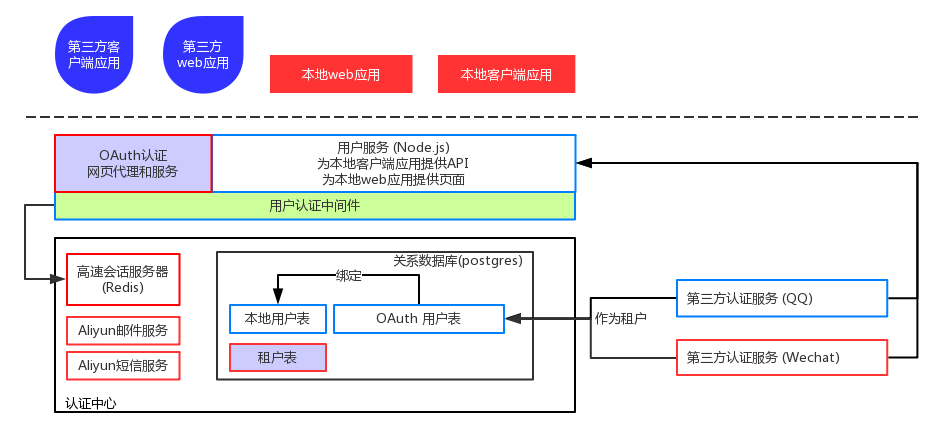 第三方客
户端应用
第三方
web应用
本地web应用
本地客户端应用
OAuth认证
网页代理和服务
用户服务 (Node.js)
为本地客户端应用提供API
为本地web应用提供页面
用户认证中间件
高速会话服务器
(Redis)
Aliyun邮件服务
Aliyun短信服务
认证中心
关系数据库(postgres)
绑定
本地用户表
OAuth 用户表
租户表
作为租户
第三方认证服务 (QQ)
第三方认证服务 (Wechat)